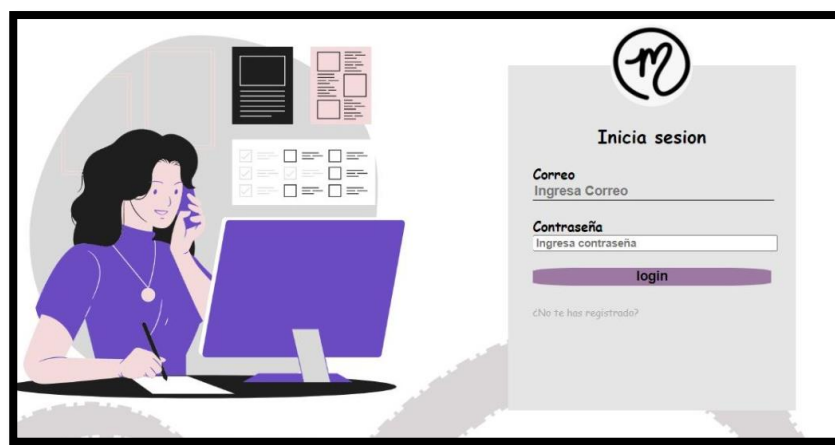 Inicia sesion
Correo
Ingresa Correo
Contraseña
Ingresa contraseña
login
¿No te has registrado?